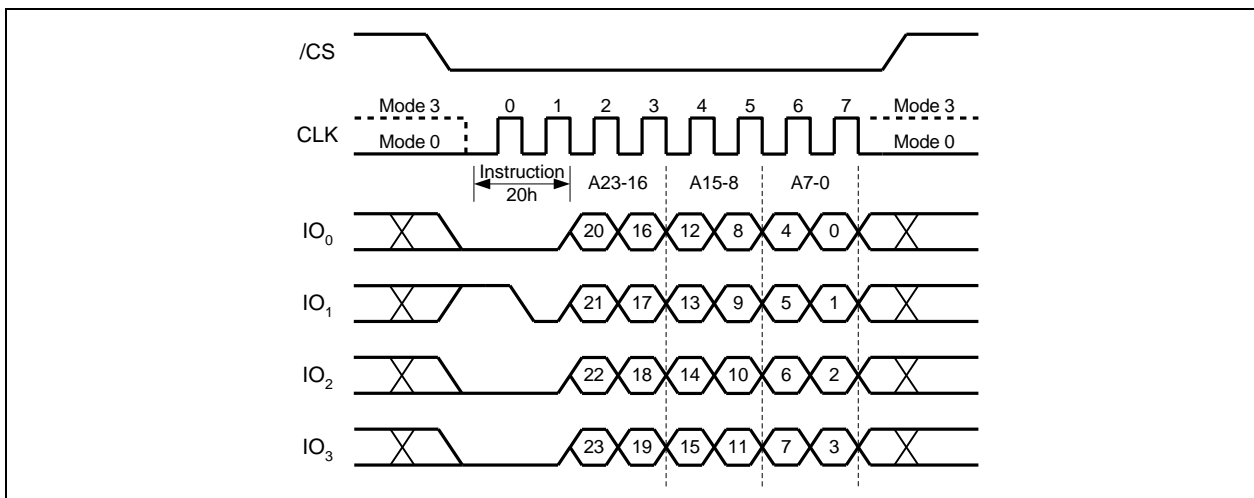 /CS
Mode 3 0 1 2 3 4 5 6 7 Mode 3
CLK
Mode 0 Mode 0
Instruction A23-16 A15-8 A7-0
20h
IO0 20 16 12 8 4 0
IO1 21 17 13 9 5 1
IO2 22 18 14 10 6 2
IO3 23 19 15 11 7 3